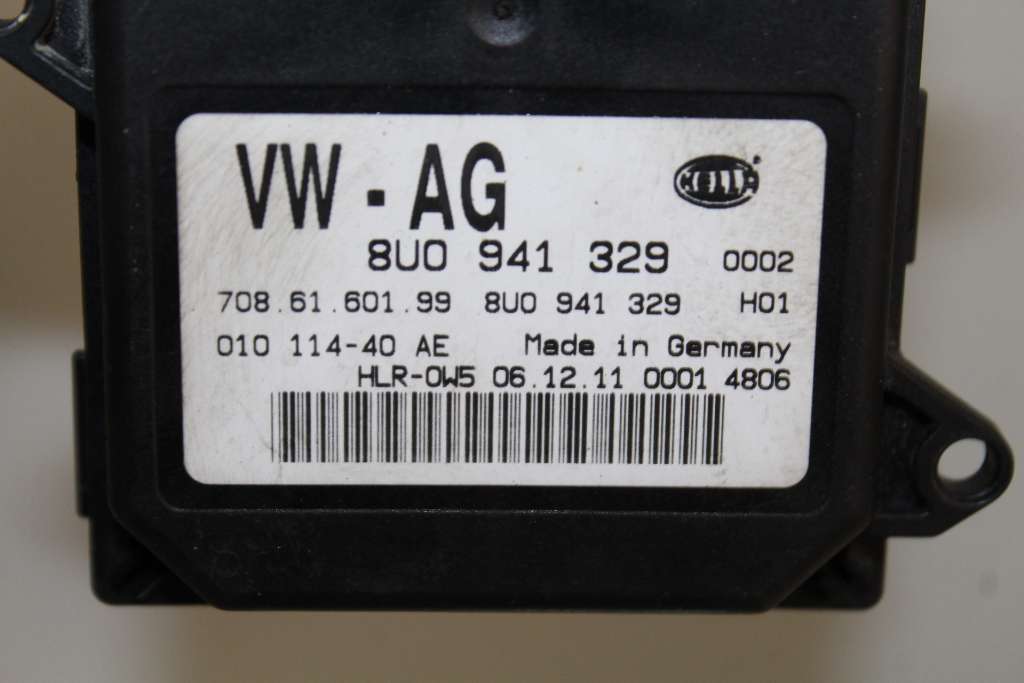 VW - AG
HELLA
8U0 941 329 0002
708.61.601.99 8U0 941 329 H01
010 114-40 AE Made in Germany
HLR-0W5 06.12.11 0001 4806